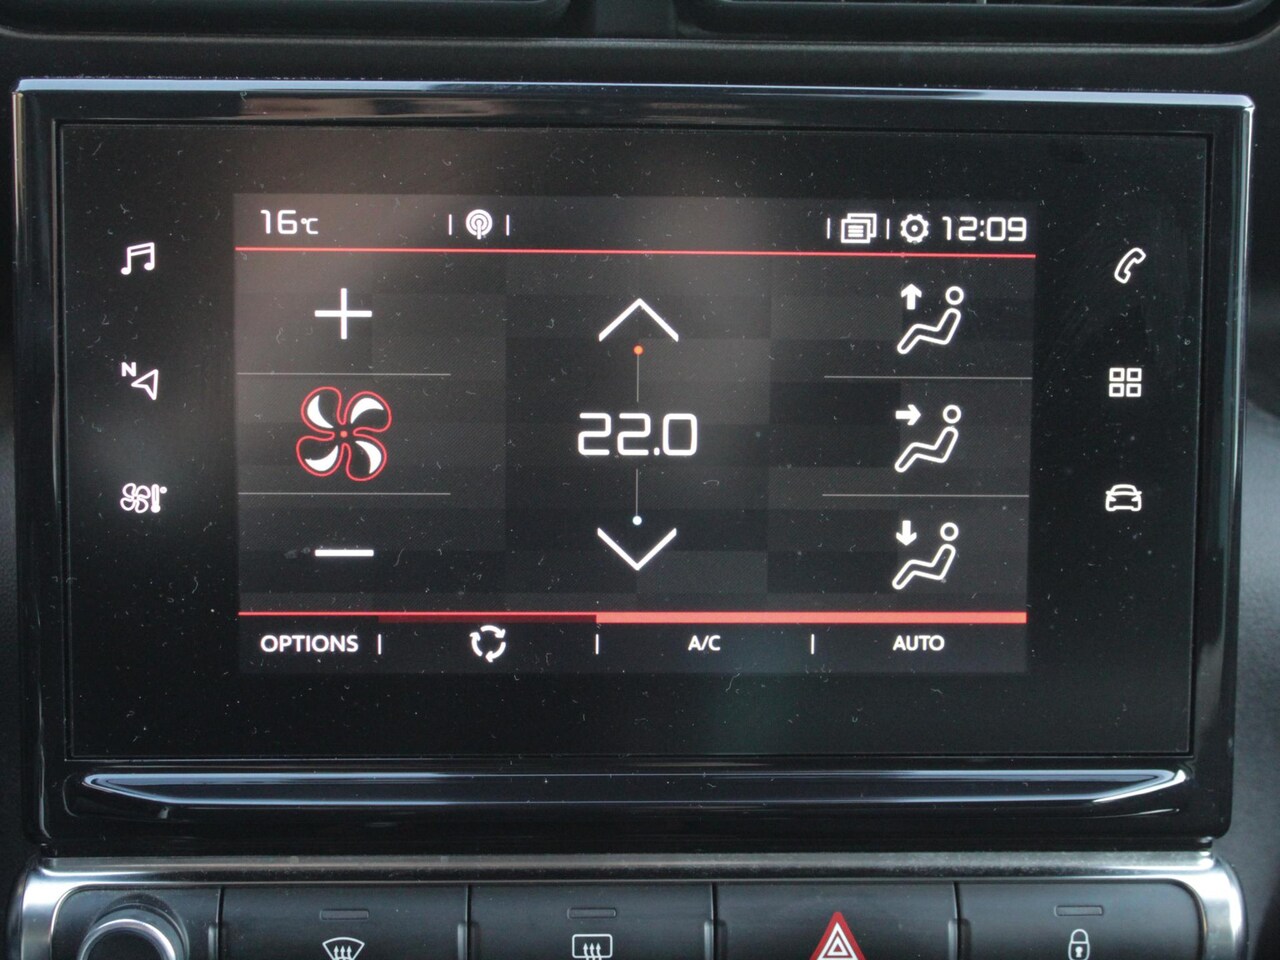 16°C 12:09
N
22.0
OPTIONS A/C AUTO